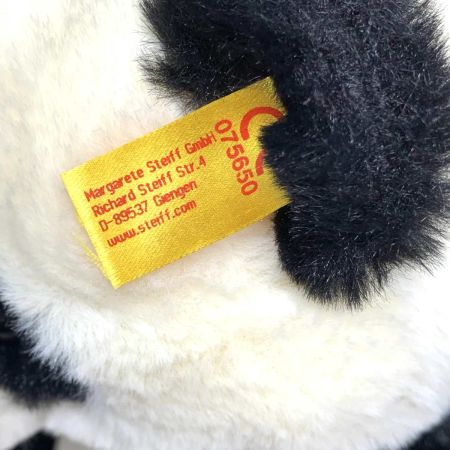 Margarete Steiff GmbH
Richard Steiff Str.4
D-89537 Giengen
www.steiff.com
075650